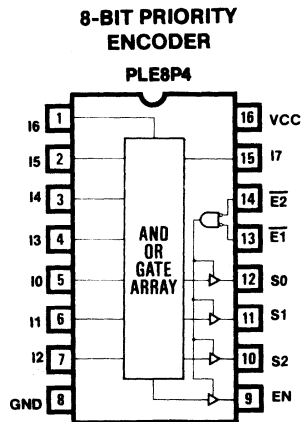 8-BIT PRIORITY
ENCODER
PLE8P4
I6 1 16 VCC
I5 2 15 I7
I4 3 14 E2
I3 4 13 E1
AND
OR
GATE
ARRAY
I0 5 12 S0
I1 6 11 S1
I2 7 10 S2
GND 8 9 EN